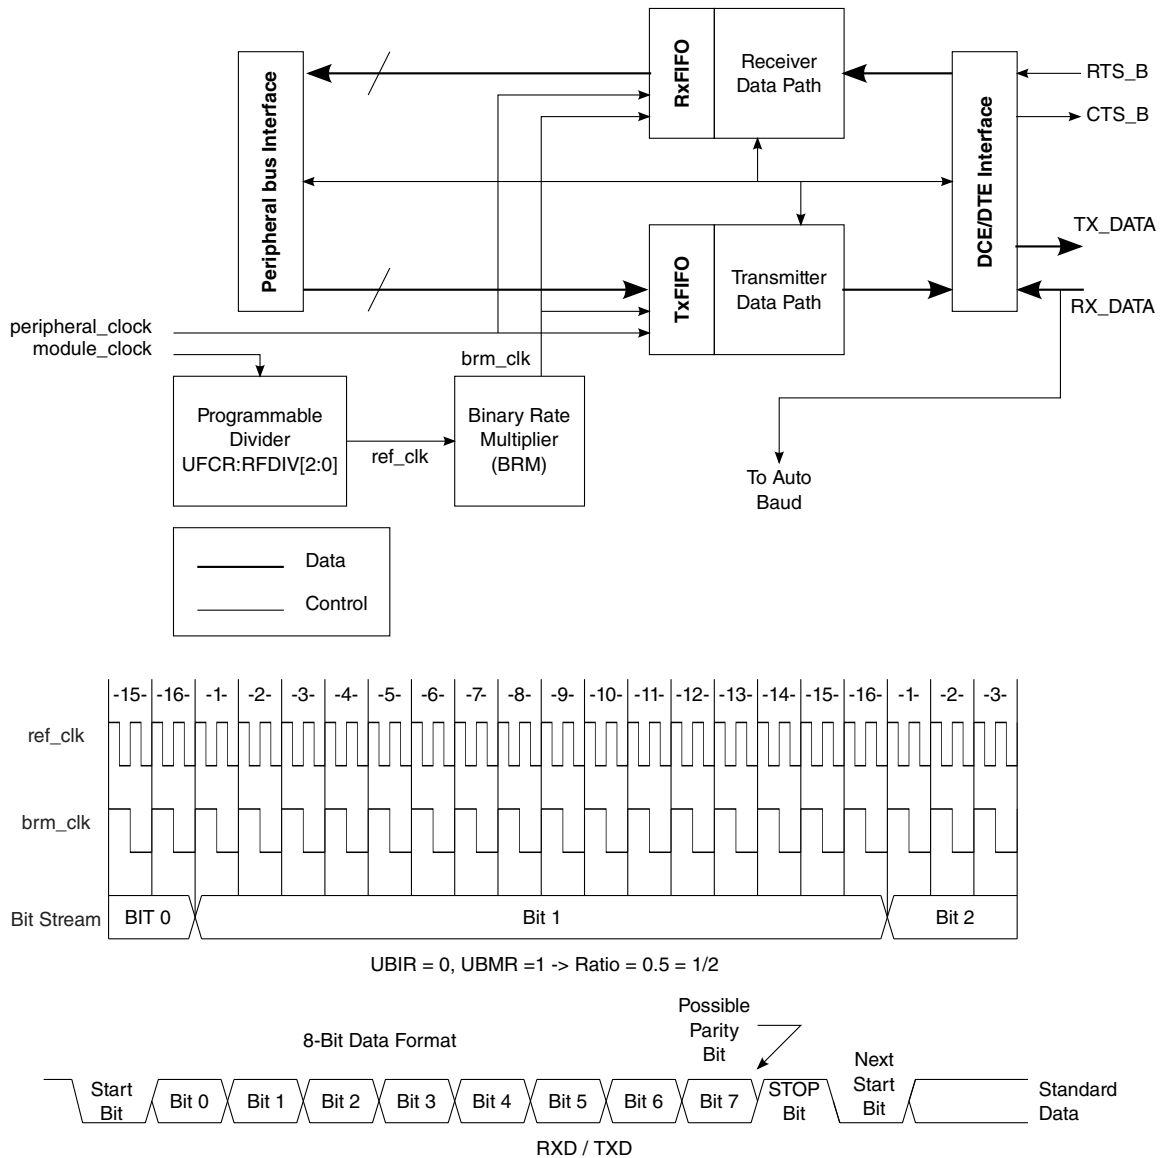 RxFIFO
Receiver
Data Path
Peripheral bus Interface
DCE/DTE Interface
RTS_B
CTS_B
TX_DATA
RX_DATA
TxFIFO
Transmitter
Data Path
peripheral_clock
module_clock
brm_clk
Programmable
Divider
UFCR:RFDIV[2:0]
ref_clk
Binary Rate
Multiplier
(BRM)
To Auto
Baud
Data
Control
-15- -16- -1- -2- -3- -4- -5- -6- -7- -8- -9- -10- -11- -12- -13- -14- -15- -16- -1- -2- -3-
ref_clk
brm_clk
Bit Stream BIT 0 Bit 1 Bit 2
UBIR = 0, UBMR =1 -> Ratio = 0.5 = 1/2
8-Bit Data Format
Possible
Parity
Bit
Start
Bit
Bit 0 Bit 1 Bit 2 Bit 3 Bit 4 Bit 5 Bit 6 Bit 7
STOP
Bit
Next
Start
Bit
Standard
Data
RXD / TXD